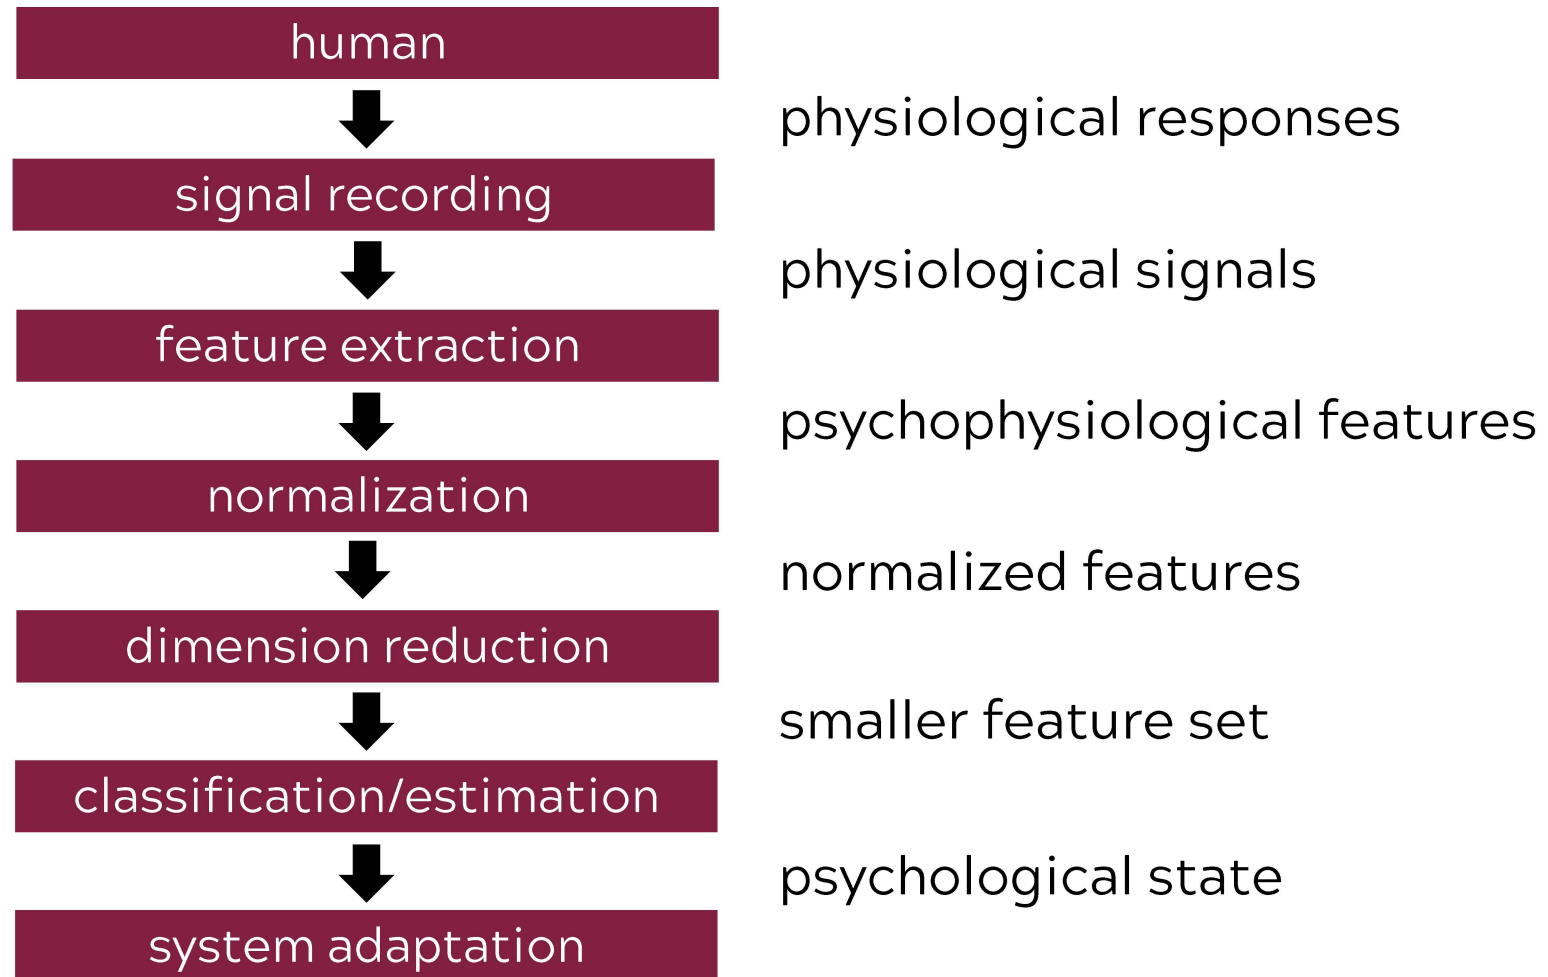 human
physiological responses
signal recording
physiological signals
feature extraction
psychophysiological features
normalization
normalized features
dimension reduction
smaller feature set
classification/estimation
psychological state
system adaptation